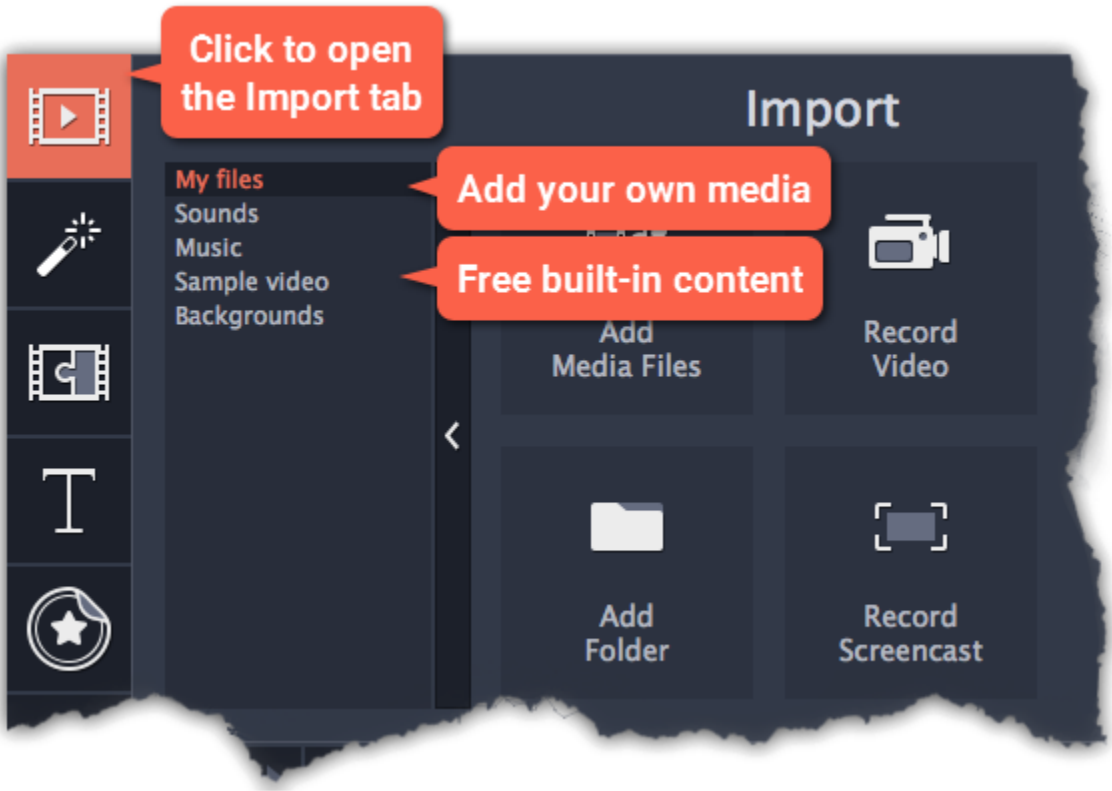 Click to open
the Import tab
Import
My files
Sounds
Music
Sample video
Backgrounds
Add your own media
Free built-in content
Add
Media Files
Record
Video
Add
Folder
Record
Screencast